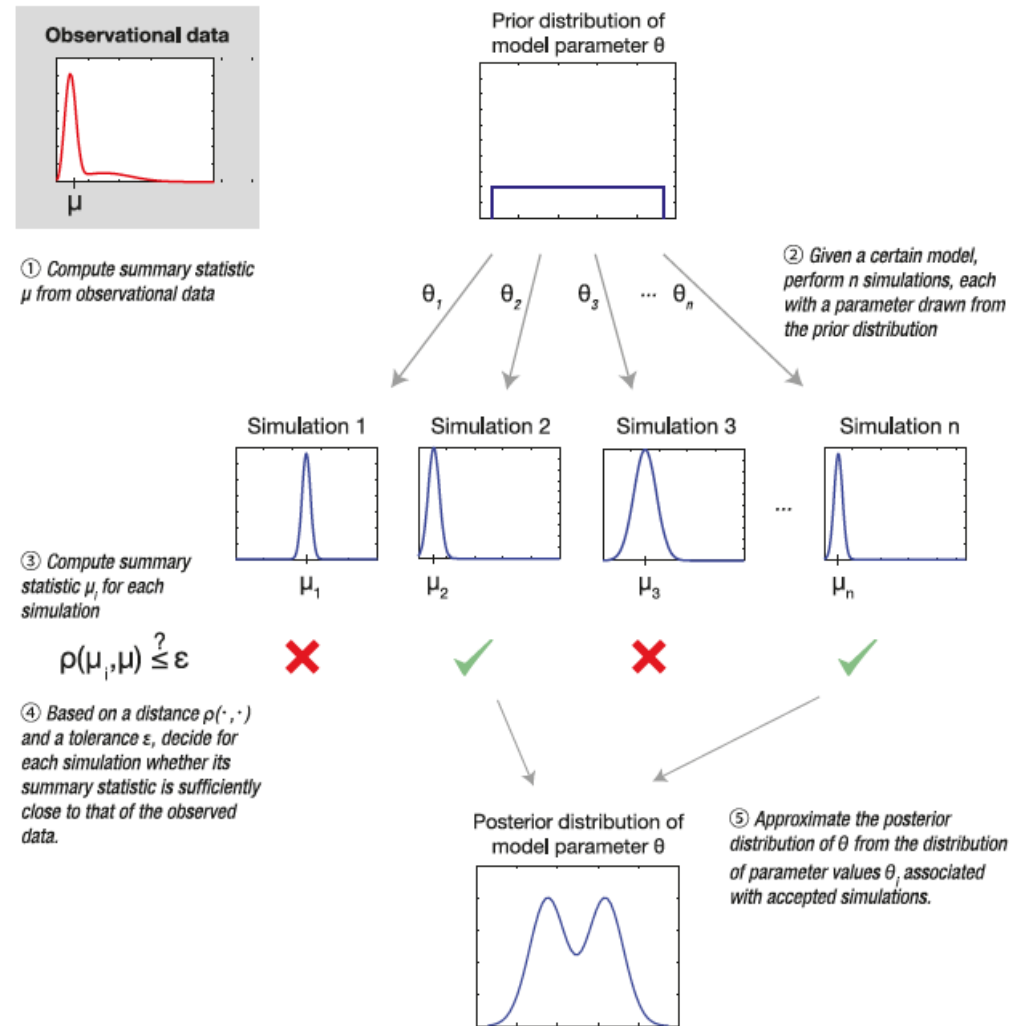 Observational data
μ
① Compute summary statistic
μ from observational data
Prior distribution of
model parameter θ
② Given a certain model,
perform n simulations, each
with a parameter drawn from
the prior distribution
θ1 θ2 θ3 ... θn
Simulation 1
Simulation 2
Simulation 3
Simulation n
...
μ1
μ2
μ3
μn
③ Compute summary
statistic μi for each
simulation
ρ(μi,μ) ≤? ε
④ Based on a distance ρ(·,·)
and a tolerance ε, decide for
each simulation whether its
summary statistic is sufficiently
close to that of the observed
data.
Posterior distribution of
model parameter θ
⑤ Approximate the posterior
distribution of θ from the distribution
of parameter values θi associated
with accepted simulations.